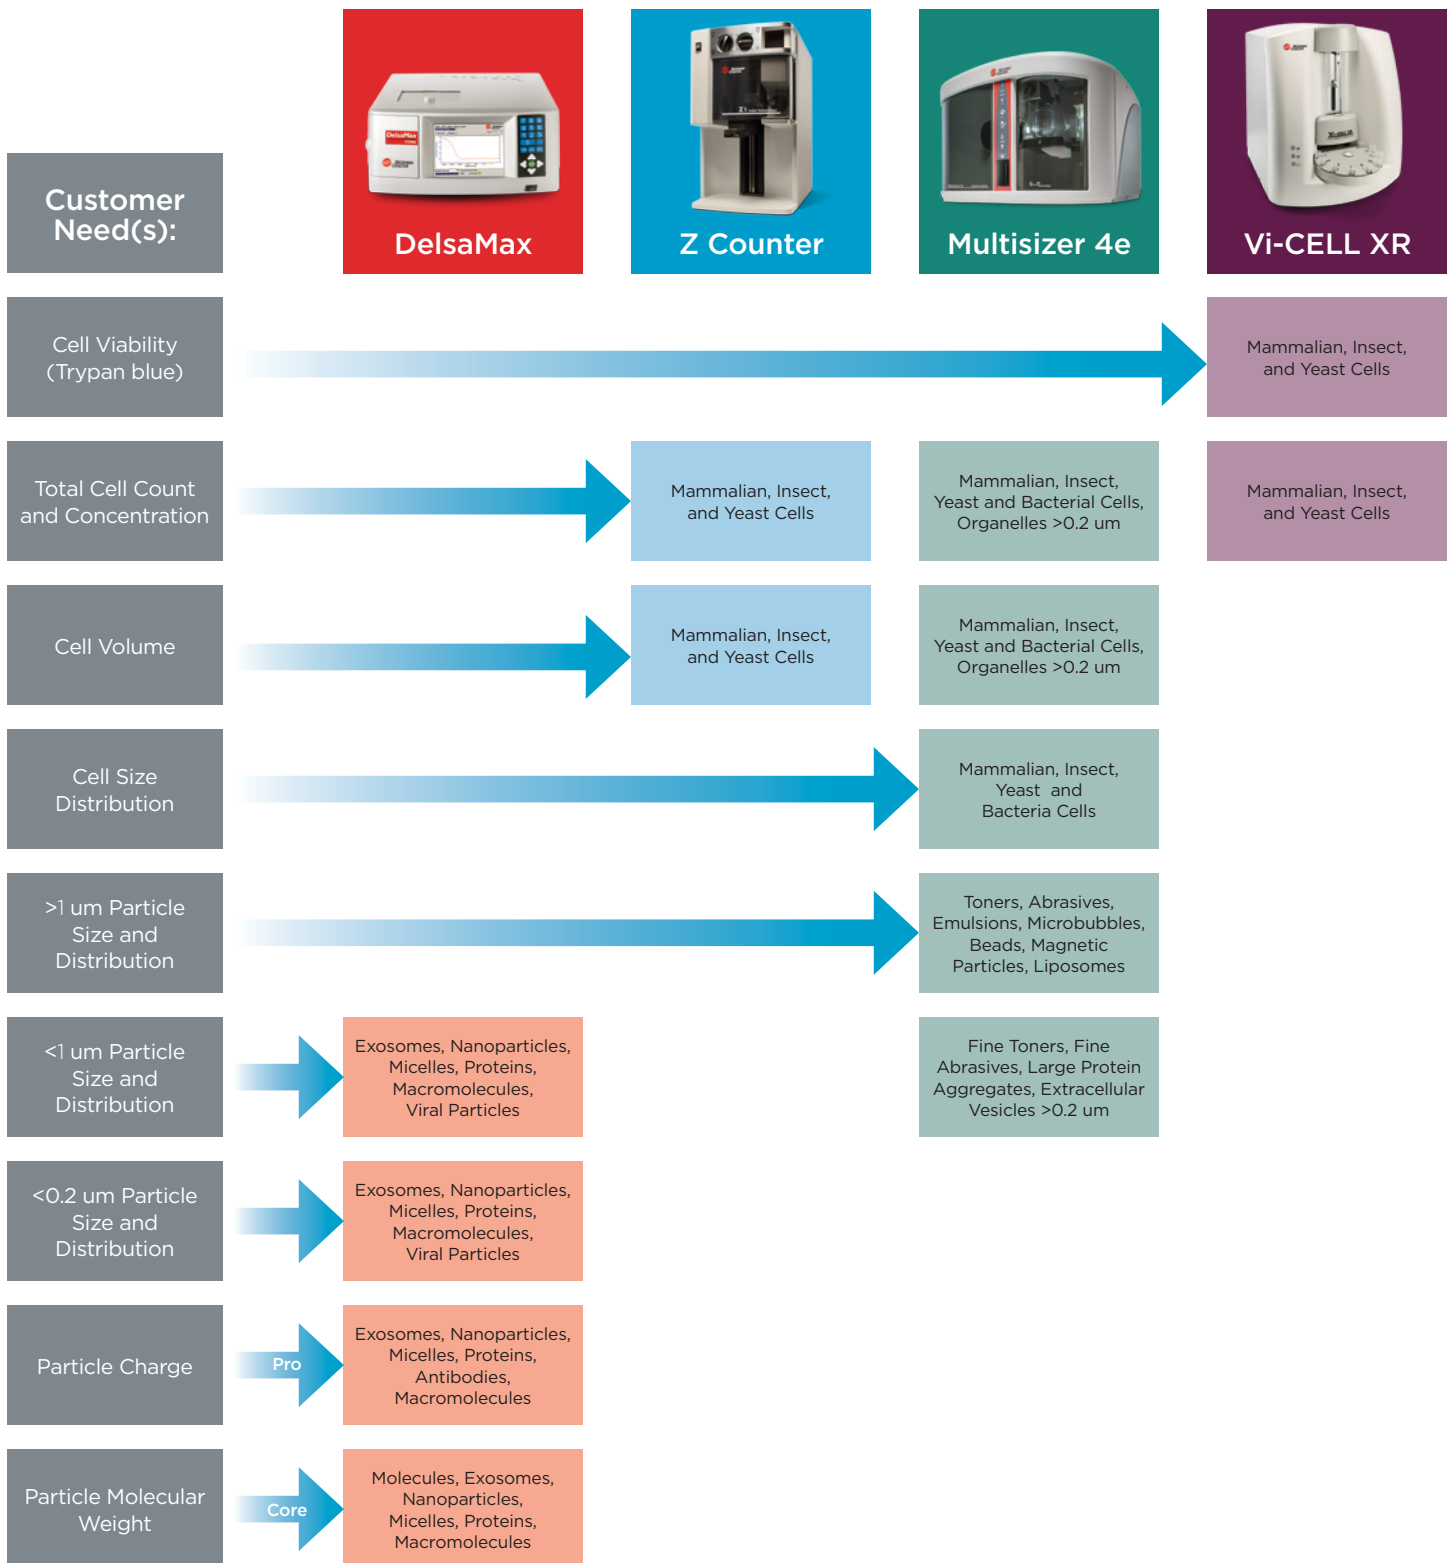 Customer
Need(s):
DelsaMax
Z Counter
Multisizer 4e
Vi-CELL XR
Cell Viability
(Trypan blue)
Mammalian, Insect,
and Yeast Cells
Total Cell Count
and Concentration
Mammalian, Insect,
and Yeast Cells
Mammalian, Insect,
Yeast and Bacterial Cells,
Organelles >0.2 um
Mammalian, Insect,
and Yeast Cells
Cell Volume
Mammalian, Insect,
and Yeast Cells
Mammalian, Insect,
Yeast and Bacterial Cells,
Organelles >0.2 um
Cell Size
Distribution
Mammalian, Insect,
Yeast and
Bacteria Cells
>1 um Particle
Size and
Distribution
Toners, Abrasives,
Emulsions, Microbubbles,
Beads, Magnetic
Particles, Liposomes
<1 um Particle
Size and
Distribution
Exosomes, Nanoparticles,
Micelles, Proteins,
Macromolecules,
Viral Particles
Fine Toners, Fine
Abrasives, Large Protein
Aggregates, Extracellular
Vesicles >0.2 um
<0.2 um Particle
Size and
Distribution
Exosomes, Nanoparticles,
Micelles, Proteins,
Macromolecules,
Viral Particles
Particle Charge
Pro
Exosomes, Nanoparticles,
Micelles, Proteins,
Antibodies,
Macromolecules
Particle Molecular
Weight
Core
Molecules, Exosomes,
Nanoparticles,
Micelles, Proteins,
Macromolecules